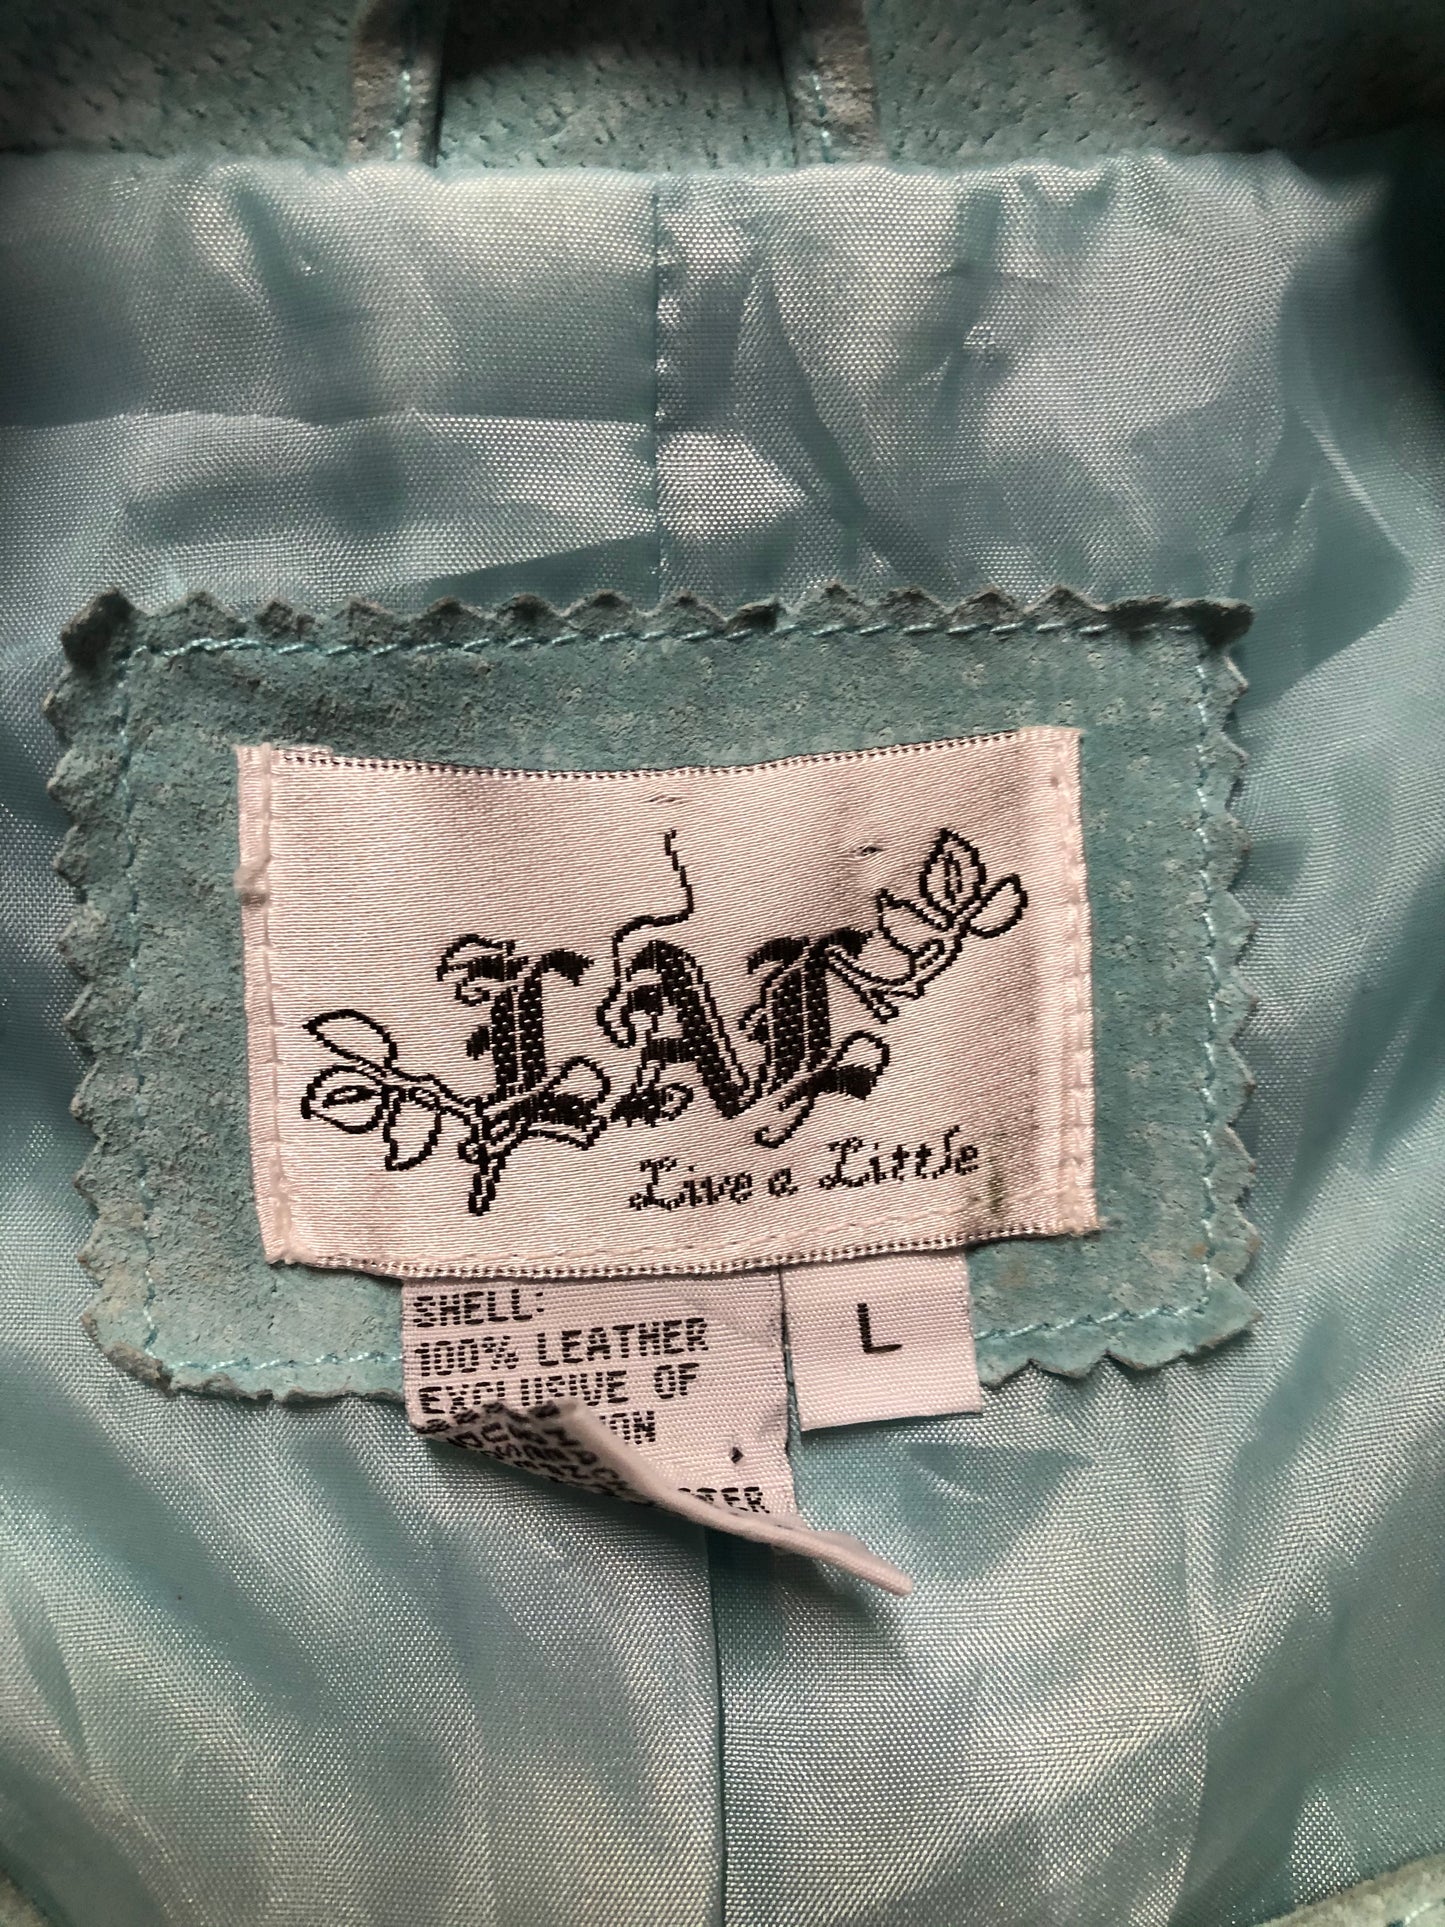 LAL
Live a Little
L
SHELL:
100% LEATHER
EXCLUSIVE OF